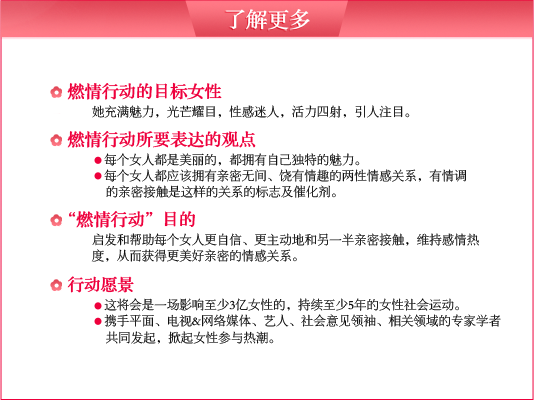 了解更多
燃情行动的目标女性
她充满魅力，光芒耀目，性感迷人，活力四射，引人注目。
燃情行动所要表达的观点
●每个女人都是美丽的，都拥有自己独特的魅力。
●每个女人都应该拥有亲密无间、饶有情趣的两性情感关系，有情调
的亲密接触是这样的关系的标志及催化剂。
“燃情行动”目的
启发和帮助每个女人更自信、更主动地和另一半亲密接触，维持感情热
度，从而获得更美好亲密的情感关系。
行动愿景
●这将会是一场影响至少3亿女性的，持续至少5年的女性社会运动。
●携手平面、电视&网络媒体、艺人、社会意见领袖、相关领域的专家学者
共同发起，掀起女性参与热潮。